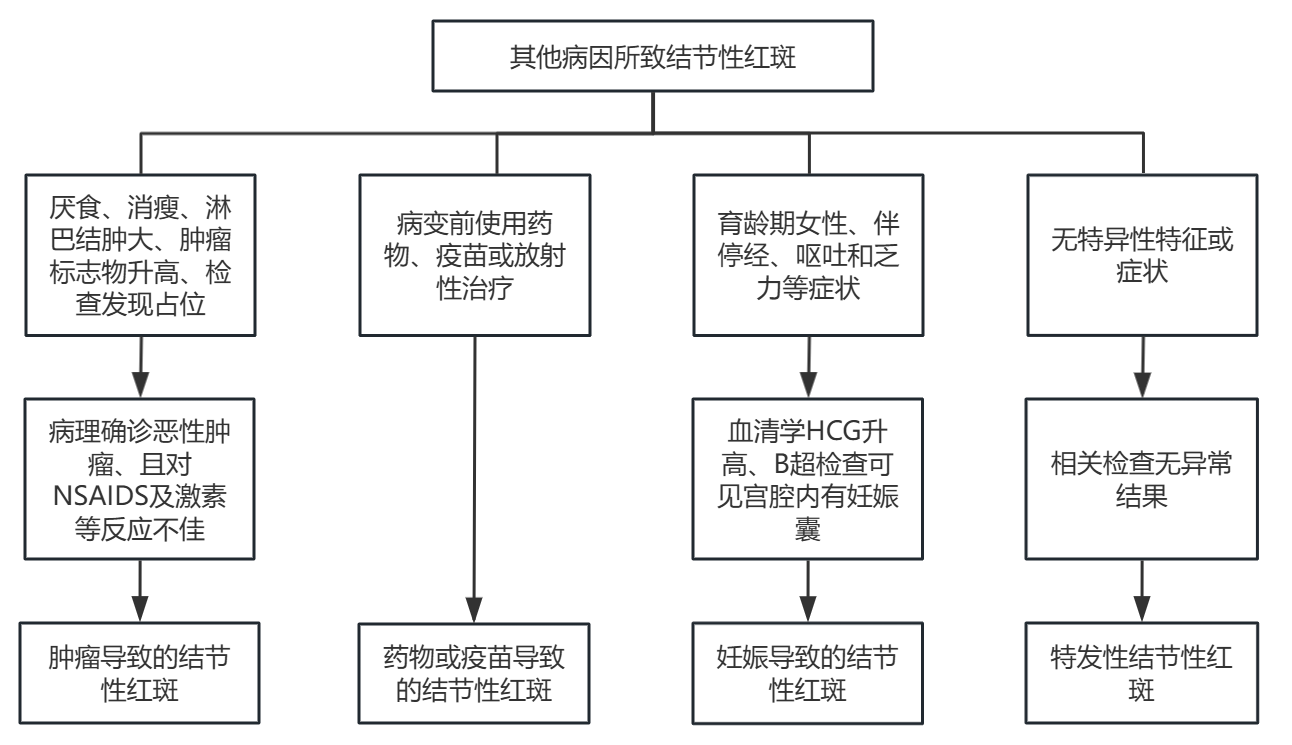 其他病因所致结节性红斑
厌食、消瘦、淋
巴结肿大、肿瘤
标志物升高、检
查发现占位
病变前使用药
物、疫苗或放射
性治疗
育龄期女性、伴
停经、呕吐和乏
力等症状
无特异性特征或
症状
病理确诊恶性肿
瘤、且对
NSAIDS及激素
等反应不佳
血清学HCG升
高、B超检查可
见宫腔内有妊娠
囊
相关检查无异常
结果
肿瘤导致的结节
性红斑
药物或疫苗导致
的结节性红斑
妊娠导致的结节
性红斑
特发性结节性红
斑